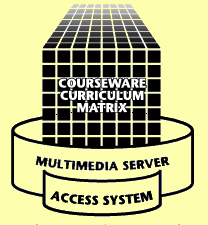 COURSEWARE
CURRICULUM
MATRIX
MULTIMEDIA SERVER
ACCESS SYSTEM